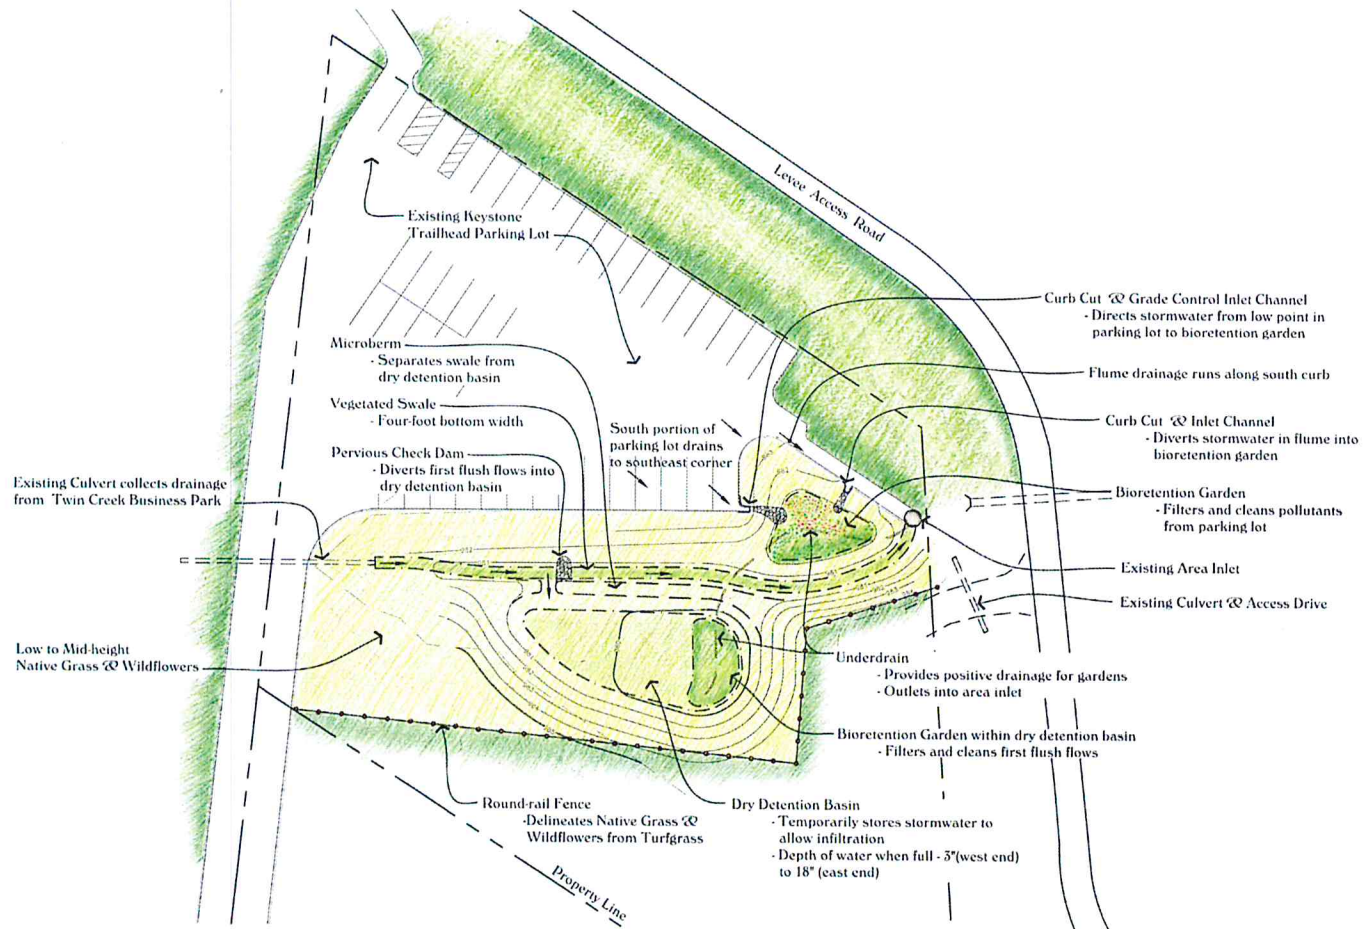 Levee Access Road
Existing Keystone
Trailhead Parking Lot
Curb Cut & Grade Control Inlet Channel
- Directs stormwater from low point in
parking lot to bioretention garden
Microberm
- Separates swale from
dry detention basin
Flume drainage runs along south curb
Vegetated Swale
- Four-foot bottom width
South portion of
parking lot drains
to southeast corner
Curb Cut & Inlet Channel
- Diverts stormwater in flume into
bioretention garden
Pervious Check Dam
- Diverts first flush flows into
dry detention basin
Existing Culvert collects drainage
from Twin Creek Business Park
Bioretention Garden
- Filters and cleans pollutants
from parking lot
Existing Area Inlet
Existing Culvert & Access Drive
Low to Mid-height
Native Grass & Wildflowers
Underdrain
- Provides positive drainage for gardens
- Outlets into area inlet
Bioretention Garden within dry detention basin
- Filters and cleans first flush flows
Round-rail Fence
-Delineates Native Grass &
Wildflowers from Turfgrass
Dry Detention Basin
- Temporarily stores stormwater to
allow infiltration
- Depth of water when full - 3"(west end)
to 18" (east end)
Property Line